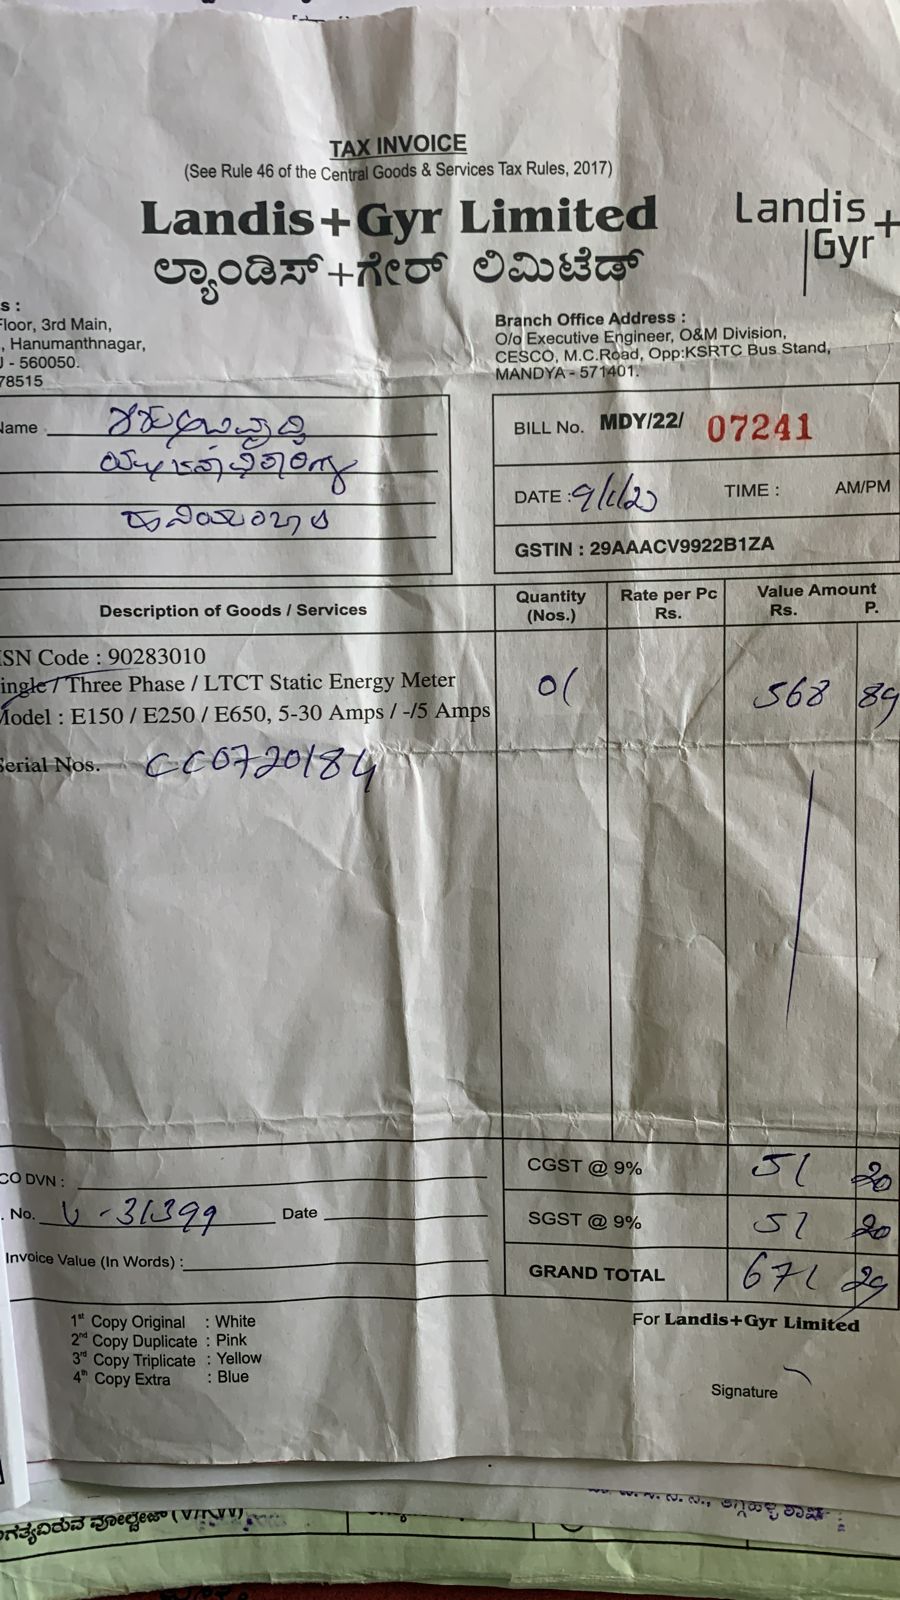 TAX INVOICE
(See Rule 46 of the Central Goods & Services Tax Rules, 2017)
Landis+Gyr Limited
Landis+
Gyr
ಲ್ಯಾಂಡಿಸ್+ಗೇರ್ ಲಿಮಿಟೆಡ್
s :
Floor, 3rd Main,
, Hanumanthnagar,
- 560050.
78515
Branch Office Address :
O/o Executive Engineer, O&M Division,
CESCO, M.C.Road, Opp:KSRTC Bus Stand,
MANDYA - 571401.
Name
BILL No. MDY/22/ 07241
DATE : TIME : AM/PM
GSTIN : 29AAACV9922B1ZA
Description of Goods / Services
Quantity (Nos.)
Rate per Pc Rs.
Value Amount Rs. P.
SN Code : 90283010
ingle / Three Phase / LTCT Static Energy Meter
Model : E150 / E250 / E650, 5-30 Amps / -/5 Amps
01 568 89
Serial Nos. CC0720184
CGST @ 9% 51 20
SGST @ 9% 51 20
GRAND TOTAL 671 29
CO DVN :
. No. V-31399 Date
Invoice Value (In Words) :
1st Copy Original : White
2nd Copy Duplicate : Pink
3rd Copy Triplicate : Yellow
4th Copy Extra : Blue
For Landis+Gyr Limited
Signature